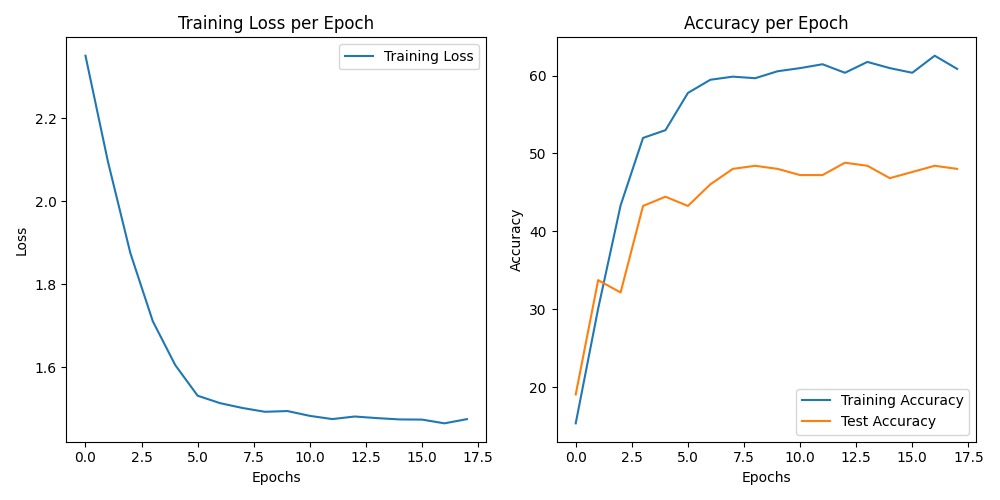 Training Loss per Epoch
Training Loss
2.2
2.0
1.8
1.6
Loss
0.0 2.5 5.0 7.5 10.0 12.5 15.0 17.5
Epochs
Accuracy per Epoch
60
50
40
30
20
Accuracy
Training Accuracy
Test Accuracy
0.0 2.5 5.0 7.5 10.0 12.5 15.0 17.5
Epochs